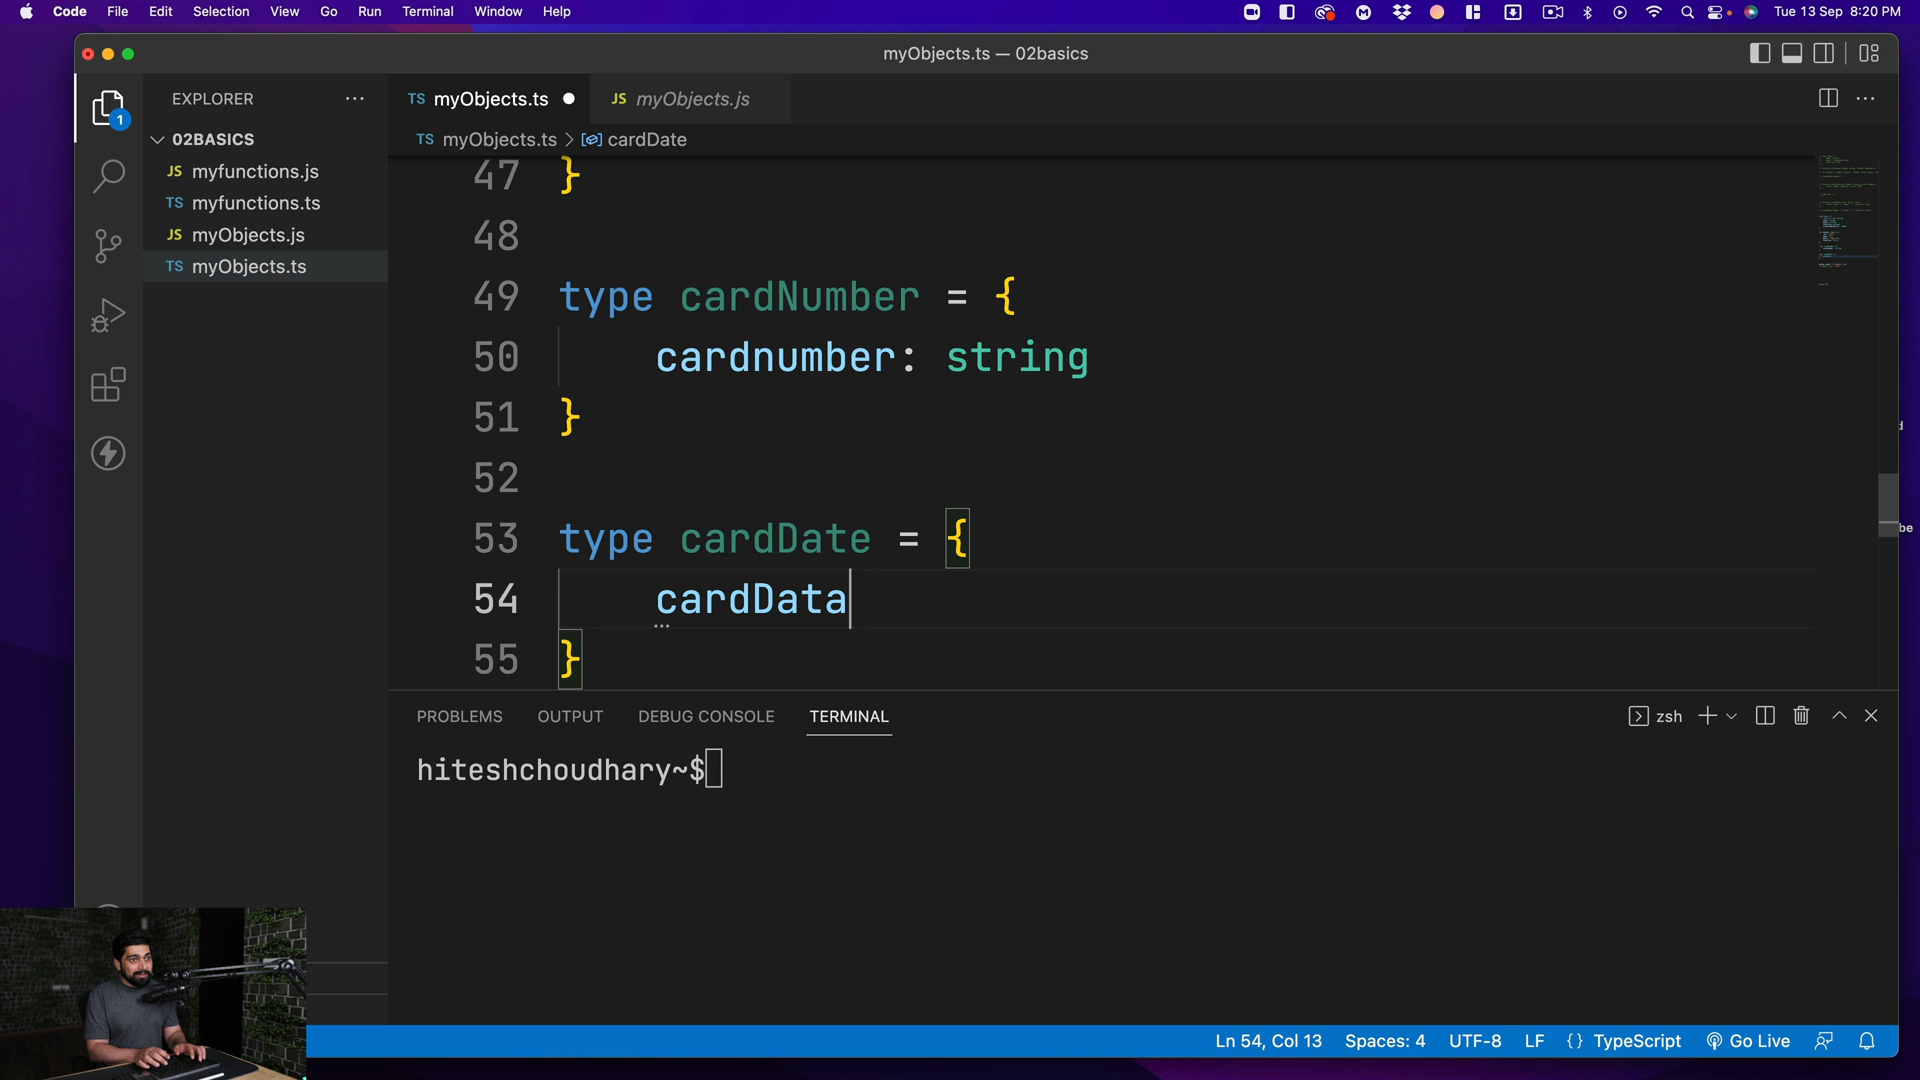 Code File Edit Selection View Go Run Terminal Window Help Tue 13 Sep 8:20 PM
myObjects.ts — 02basics
EXPLORER
TS myObjects.ts JS myObjects.js
02BASICS
TS myObjects.ts > cardDate
JS myfunctions.js
TS myfunctions.ts
JS myObjects.js
TS myObjects.ts
1
47 }
48
49 type cardNumber = {
50 cardnumber: string
51 }
52
53 type cardDate = {
54 cardData
55 }
PROBLEMS OUTPUT DEBUG CONSOLE TERMINAL zsh
hiteshchoudhary~$
Ln 54, Col 13 Spaces: 4 UTF-8 LF {} TypeScript Go Live